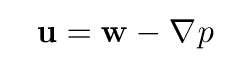 u = w − ∇p